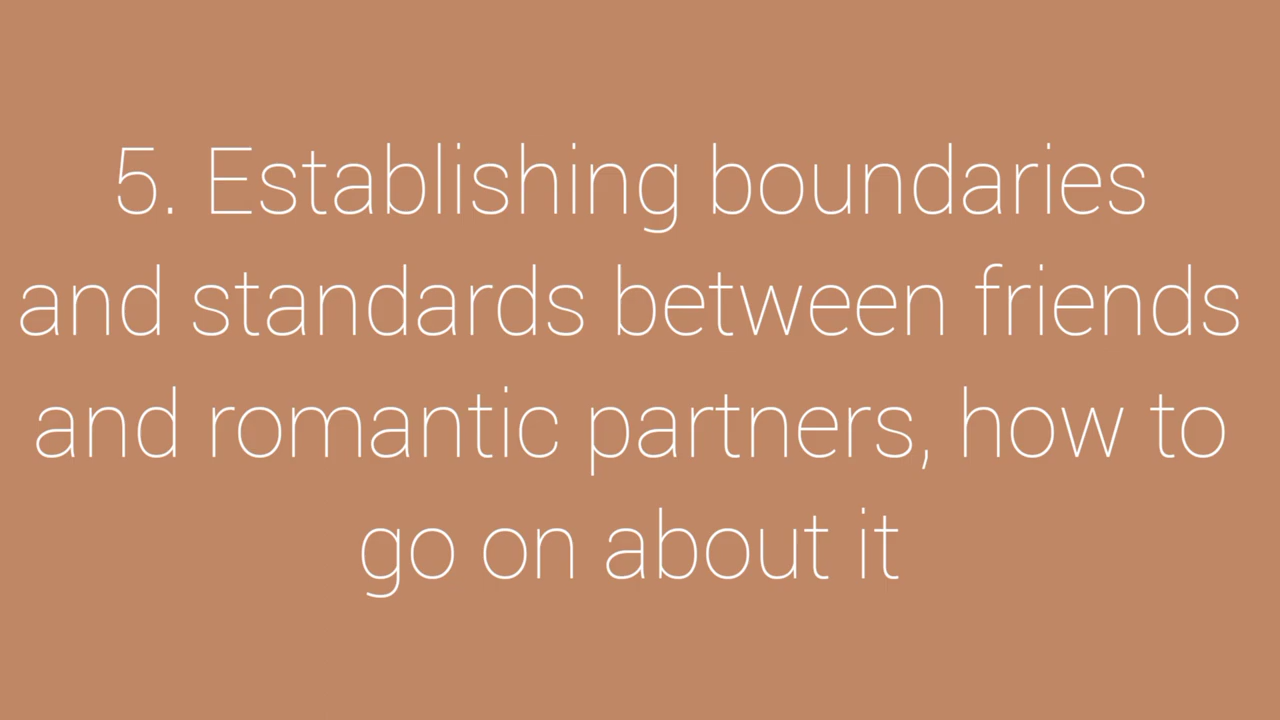 5. Establishing boundaries
and standards between friends
and romantic partners, how to
go on about it